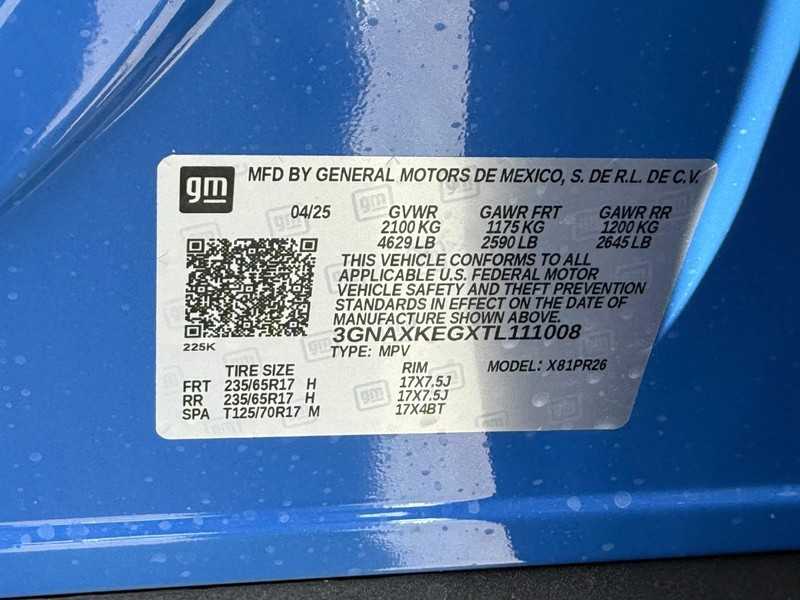 gm MFD BY GENERAL MOTORS DE MEXICO, S. DE R.L. DE C.V.
04/25 GVWR GAWR FRT GAWR RR
2100 KG 1175 KG 1200 KG
4629 LB 2590 LB 2645 LB
THIS VEHICLE CONFORMS TO ALL
APPLICABLE U.S. FEDERAL MOTOR
VEHICLE SAFETY AND THEFT PREVENTION
STANDARDS IN EFFECT ON THE DATE OF
MANUFACTURE SHOWN ABOVE.
3GNAXKEGXTL111008
225K TYPE: MPV
TIRE SIZE RIM MODEL: X81PR26
FRT 235/65R17 H 17X7.5J
RR 235/65R17 H 17X7.5J
SPA T125/70R17 M 17X4BT